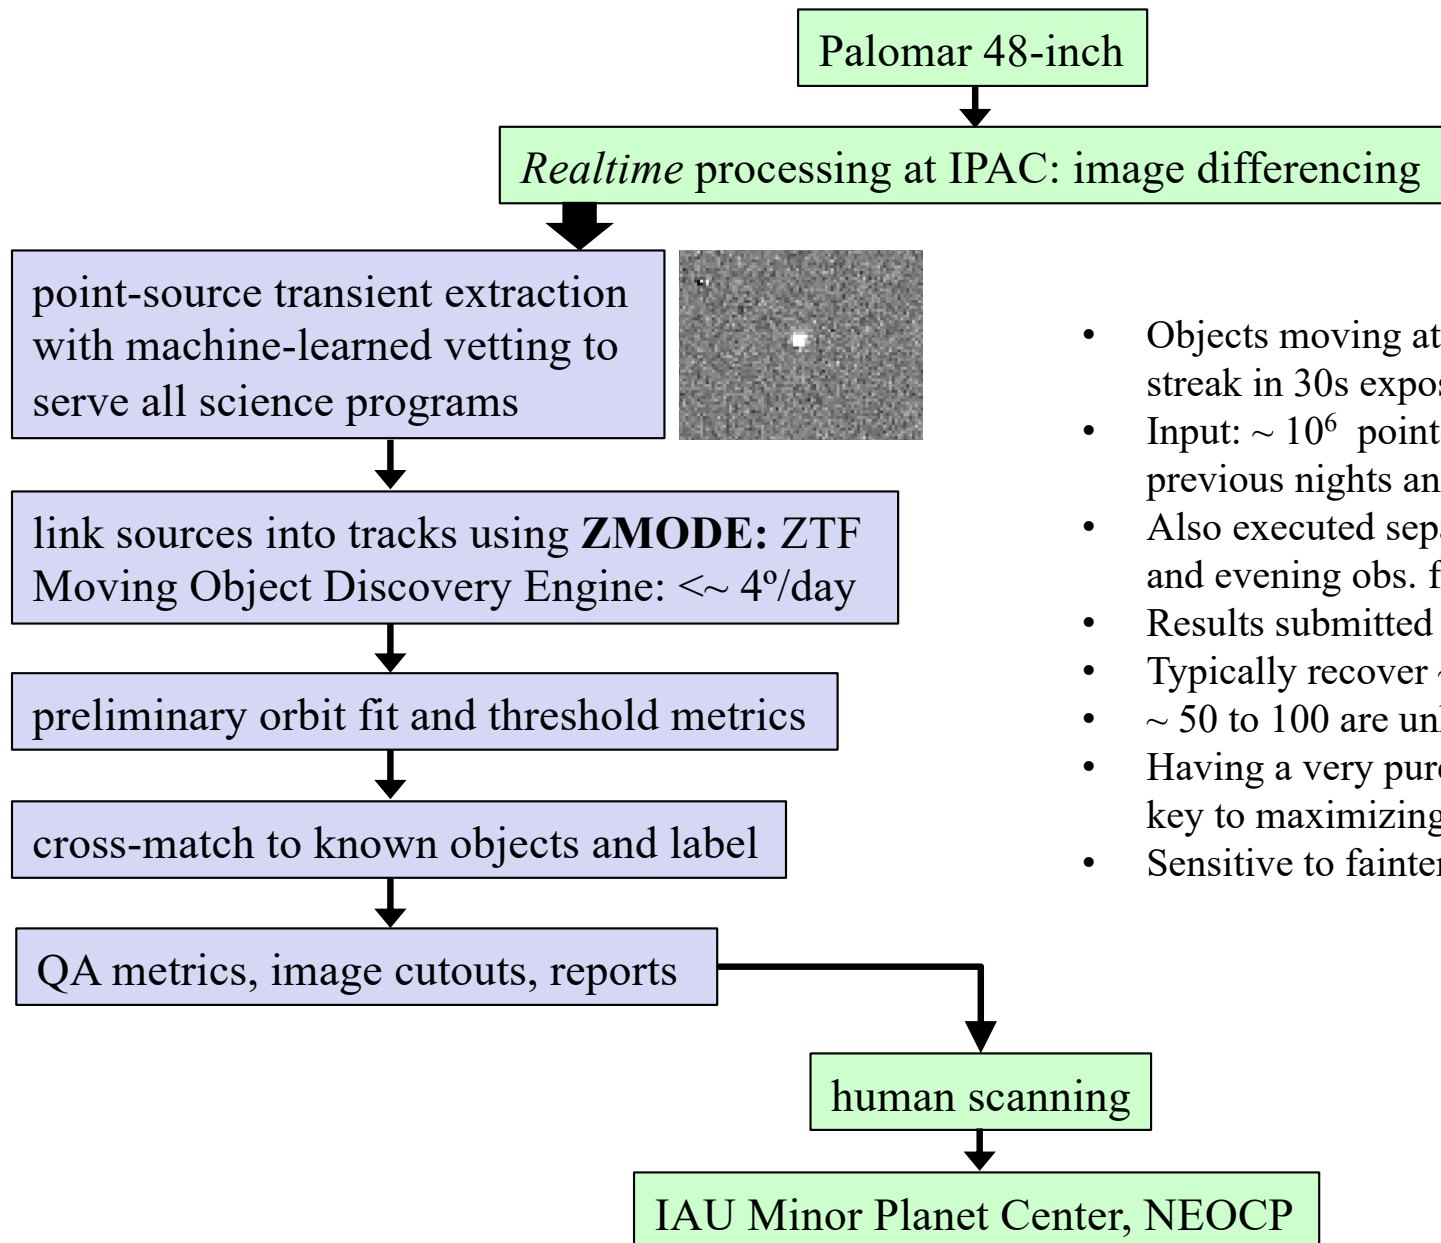 Palomar 48-inch
Realtime processing at IPAC: image differencing
point-source transient extraction
with machine-learned vetting to
serve all science programs
link sources into tracks using ZMODE: ZTF
Moving Object Discovery Engine: <~ 4º/day
preliminary orbit fit and threshold metrics
cross-match to known objects and label
QA metrics, image cutouts, reports
human scanning
IAU Minor Planet Center, NEOCP
• Objects moving at
streak in 30s
• Input: ~ 10⁶ point
previous nights
• Also executed
and evening obs.
• Results submitted
• Typically recover
• ~ 50 to 100 are
• Having a very
key to maximizing
• Sensitive to